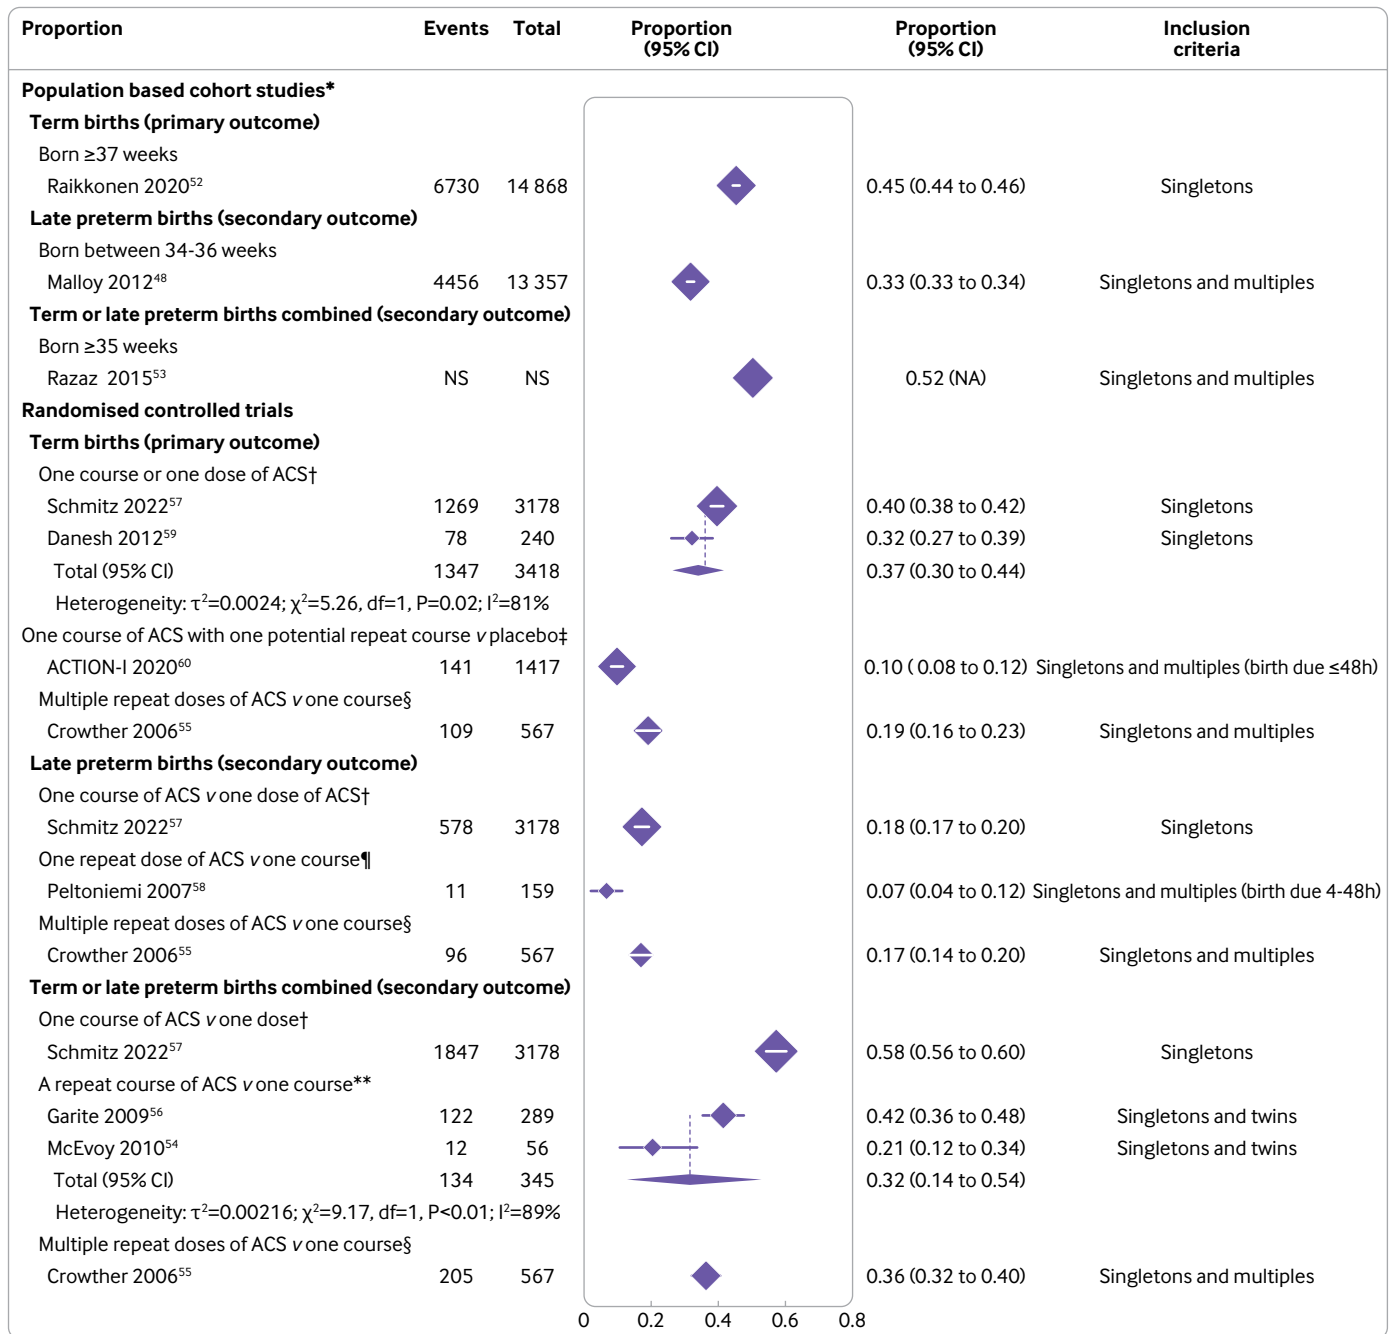 Proportion Events Total Proportion (95% CI) Proportion (95% CI) Inclusion criteria
Population based cohort studies*
Term births (primary outcome)
Born ≥37 weeks
Raikkonen 2020⁵² 6730 14 868 0.45 (0.44 to 0.46) Singletons
Late preterm births (secondary outcome)
Born between 34-36 weeks
Malloy 2012⁴⁸ 4456 13 357 0.33 (0.33 to 0.34) Singletons and multiples
Term or late preterm births combined (secondary outcome)
Born ≥35 weeks
Razaz 2015⁵³ NS NS 0.52 (NA) Singletons and multiples
Randomised controlled trials
Term births (primary outcome)
One course or one dose of ACS†
Schmitz 2022⁵⁷ 1269 3178 0.40 (0.38 to 0.42) Singletons
Danesh 2012⁵⁹ 78 240 0.32 (0.27 to 0.39) Singletons
Total (95% CI) 1347 3418 0.37 (0.30 to 0.44)
Heterogeneity: τ²=0.0024; χ²=5.26, df=1, P=0.02; I²=81%
One course of ACS with one potential repeat course v placebo‡
ACTION-I 2020⁶⁰ 141 1417 0.10 ( 0.08 to 0.12) Singletons and multiples (birth due ≤48h)
Multiple repeat doses of ACS v one course§
Crowther 2006⁵⁵ 109 567 0.19 (0.16 to 0.23) Singletons and multiples
Late preterm births (secondary outcome)
One course of ACS v one dose of ACS†
Schmitz 2022⁵⁷ 578 3178 0.18 (0.17 to 0.20) Singletons
One repeat dose of ACS v one course¶
Peltoniemi 2007⁵⁸ 11 159 0.07 (0.04 to 0.12) Singletons and multiples (birth due 4-48h)
Multiple repeat doses of ACS v one course§
Crowther 2006⁵⁵ 96 567 0.17 (0.14 to 0.20) Singletons and multiples
Term or late preterm births combined (secondary outcome)
One course of ACS v one dose†
Schmitz 2022⁵⁷ 1847 3178 0.58 (0.56 to 0.60) Singletons
A repeat course of ACS v one course**
Garite 2009⁵⁶ 122 289 0.42 (0.36 to 0.48) Singletons and twins
McEvoy 2010⁵⁴ 12 56 0.21 (0.12 to 0.34) Singletons and twins
Total (95% CI) 134 345 0.32 (0.14 to 0.54)
Heterogeneity: τ²=0.00216; χ²=9.17, df=1, P<0.01; I²=89%
Multiple repeat doses of ACS v one course§
Crowther 2006⁵⁵ 205 567 0.36 (0.32 to 0.40) Singletons and multiples
0 0.2 0.4 0.6 0.8